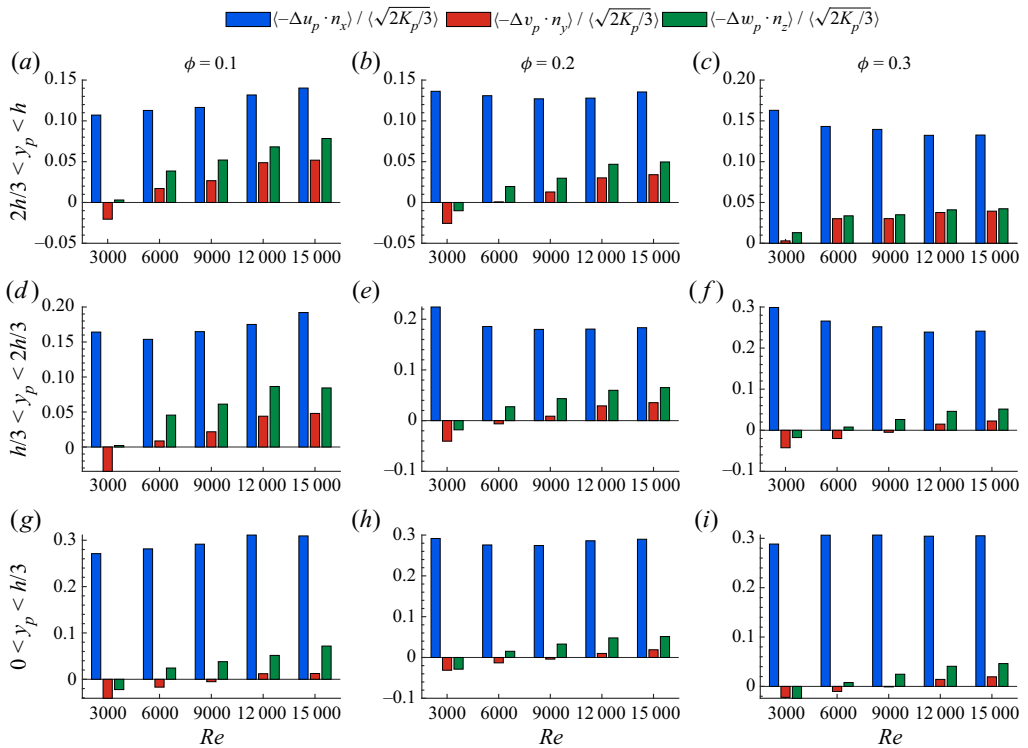 ⟨−Δu_p · n_x⟩ / ⟨√2K_p/3⟩ ⟨−Δv_p · n_y⟩ / ⟨√2K_p/3⟩ ⟨−Δw_p · n_z⟩ / ⟨√2K_p/3⟩
(a) ϕ = 0.1 (b) ϕ = 0.2 (c) ϕ = 0.3
2h/3 < y_p < h
0.15
0.10
0.05
0
−0.05
3000 6000 9000 12 000 15 000
0.15
0.10
0.05
0
−0.05
3000 6000 9000 12 000 15 000
0.20
0.15
0.10
0.05
0
3000 6000 9000 12 000 15 000
(d) (e) (f)
h/3 < y_p < 2h/3
0.20
0.15
0.10
0.05
0
3000 6000 9000 12 000 15 000
0.2
0.1
0
−0.1
3000 6000 9000 12 000 15 000
0.3
0.2
0.1
0
−0.1
3000 6000 9000 12 000 15 000
(g) (h) (i)
0 < y_p < h/3
0.3
0.2
0.1
0
3000 6000 9000 12 000 15 000
0.3
0.2
0.1
0
−0.1
3000 6000 9000 12 000 15 000
0.3
0.2
0.1
0
3000 6000 9000 12 000 15 000
Re Re Re